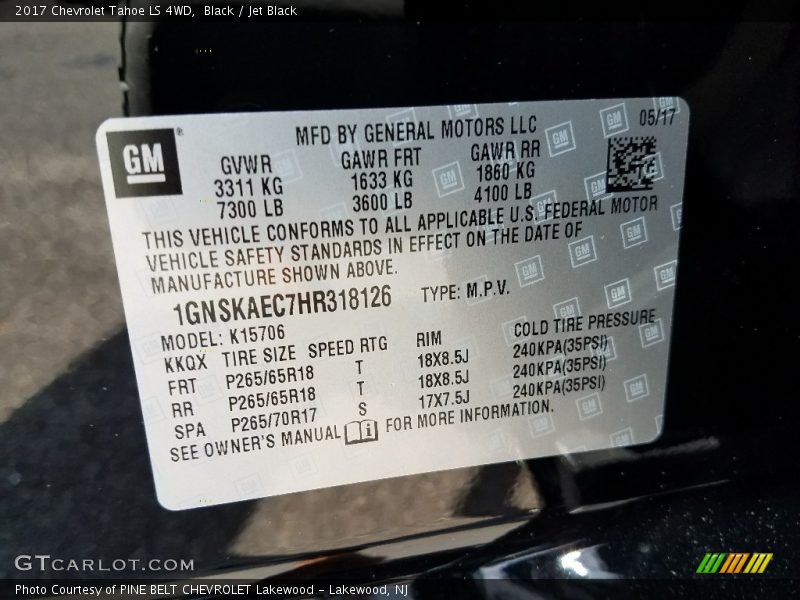 2017 Chevrolet Tahoe LS 4WD, Black / Jet Black
GM®
MFD BY GENERAL MOTORS LLC
05/17
GVWR GAWR FRT GAWR RR
3311 KG 1633 KG 1860 KG
7300 LB 3600 LB 4100 LB
THIS VEHICLE CONFORMS TO ALL APPLICABLE U.S. FEDERAL MOTOR
VEHICLE SAFETY STANDARDS IN EFFECT ON THE DATE OF
MANUFACTURE SHOWN ABOVE.
1GNSKAEC7HR318126 TYPE: M.P.V.
MODEL: K15706
KKQX TIRE SIZE SPEED RTG RIM COLD TIRE PRESSURE
FRT P265/65R18 T 18X8.5J 240KPA(35PSI)
RR P265/65R18 T 18X8.5J 240KPA(35PSI)
SPA P265/70R17 S 17X7.5J 240KPA(35PSI)
SEE OWNER'S MANUAL FOR MORE INFORMATION.
GTCARLOT.COM
Photo Courtesy of PINE BELT CHEVROLET Lakewood - Lakewood, NJ